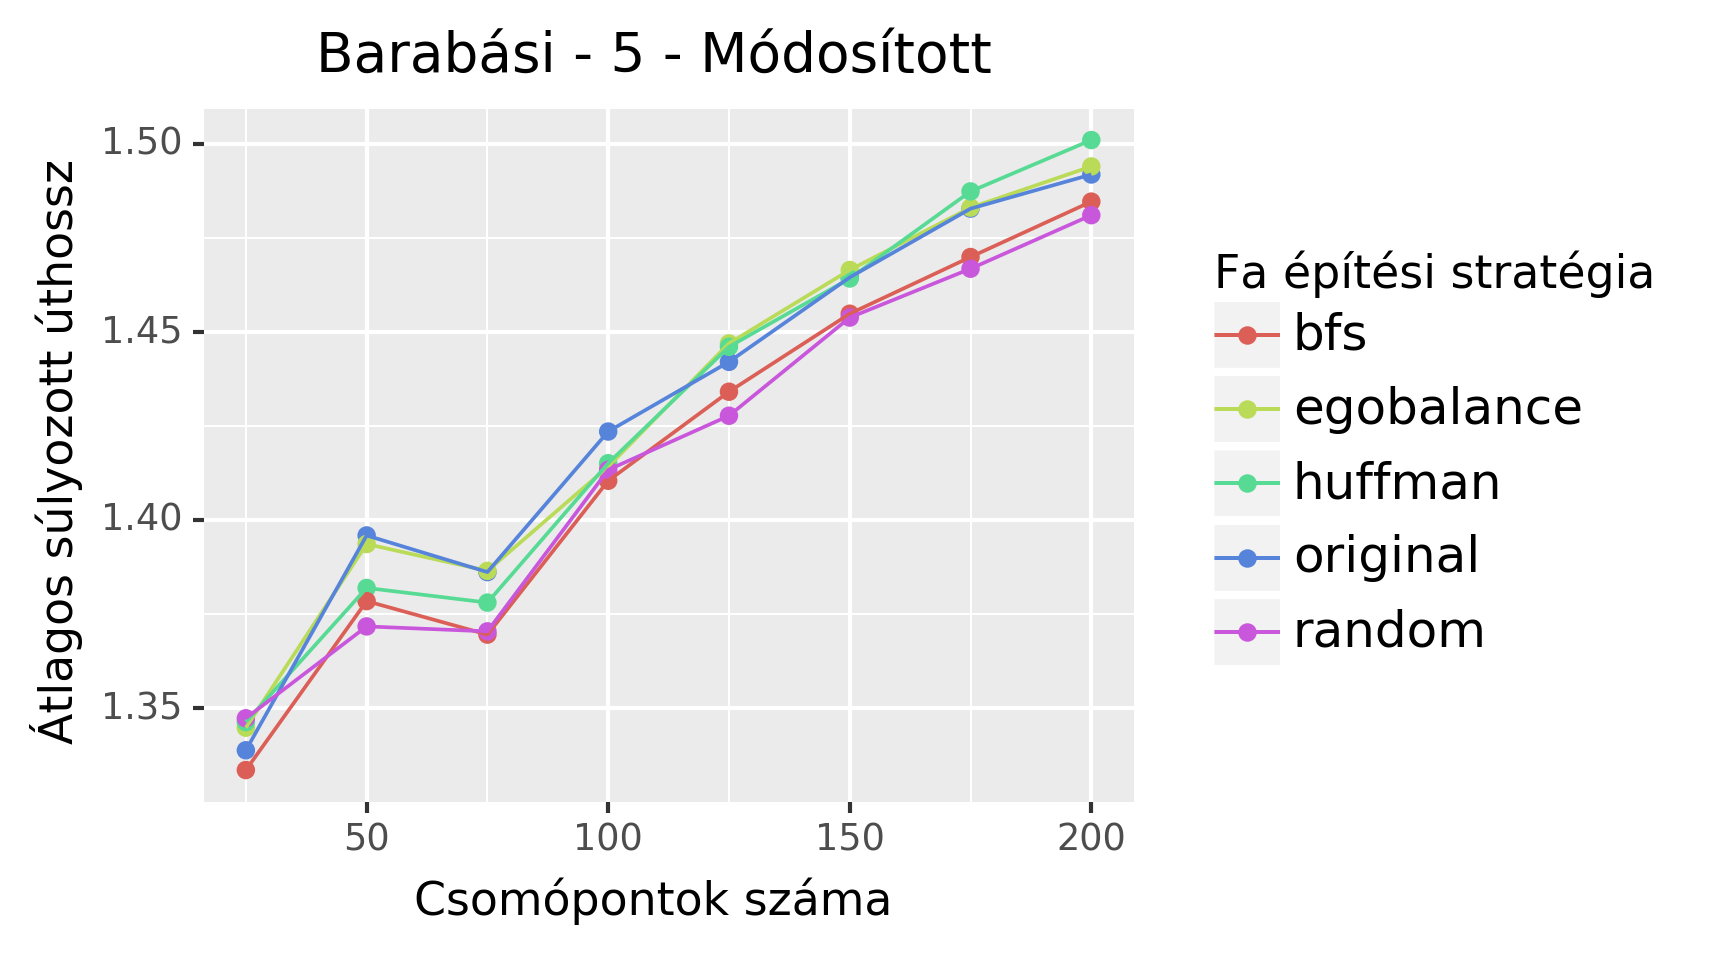 Barabási - 5 - Módosított
Átlagos súlyozott úthossz
1.50
1.45
1.40
1.35
50
100
150
200
Csomópontok száma
Fa építési stratégia
bfs
egobalance
huffman
original
random